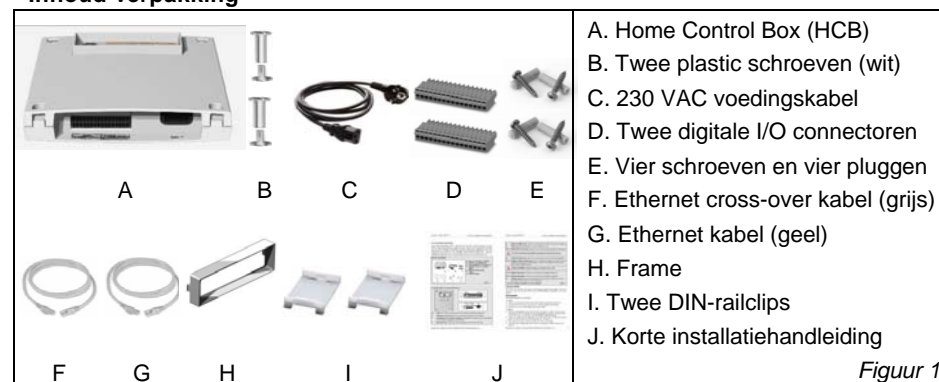 Inhoud verpakking
A. Home Control Box (HCB)
B. Twee plastic schroeven (wit)
C. 230 VAC voedingskabel
D. Twee digitale I/O connectoren
E. Vier schroeven en vier pluggen
F. Ethernet cross-over kabel (grijs)
G. Ethernet kabel (geel)
H. Frame
I. Twee DIN-railclips
J. Korte installatiehandleiding
Figuur 1
A B C D E
F G H I J